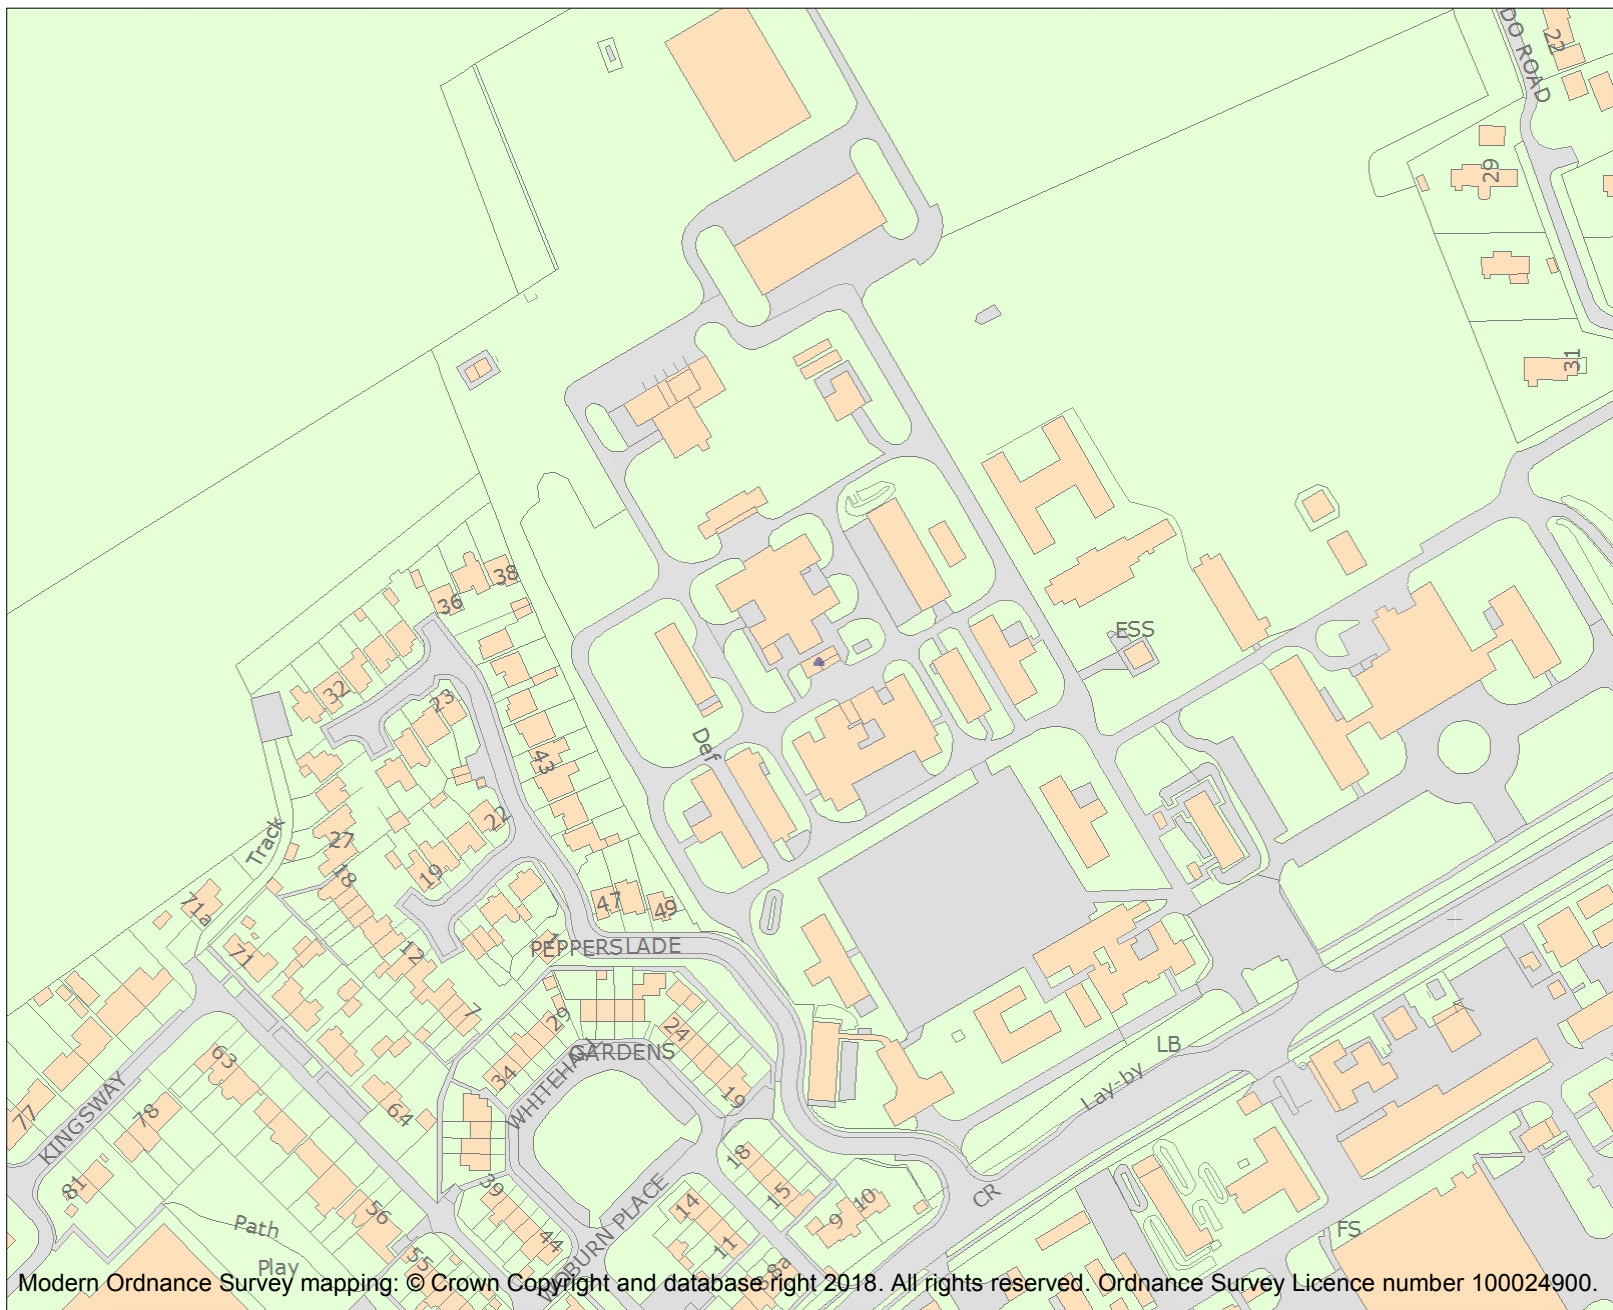 DO ROAD
22
29
31
38
36
ESS
32
23
43
Def
22
Track
27
18
19
71a
47
49
12
1
PEPPERSLADE
71
7
29
24
LB
63
GARDENS
34
WHITEHA
19
Lay-by
KINGSWAY
77
78
64
18
81
39
15
CR
14
10
9
56
Path
44
11
FS
WOBURN PLACE
55
Play
68a
Modern Ordnance Survey mapping: © Crown Copyright and database right 2018. All rights reserved. Ordnance Survey Licence number 100024900.